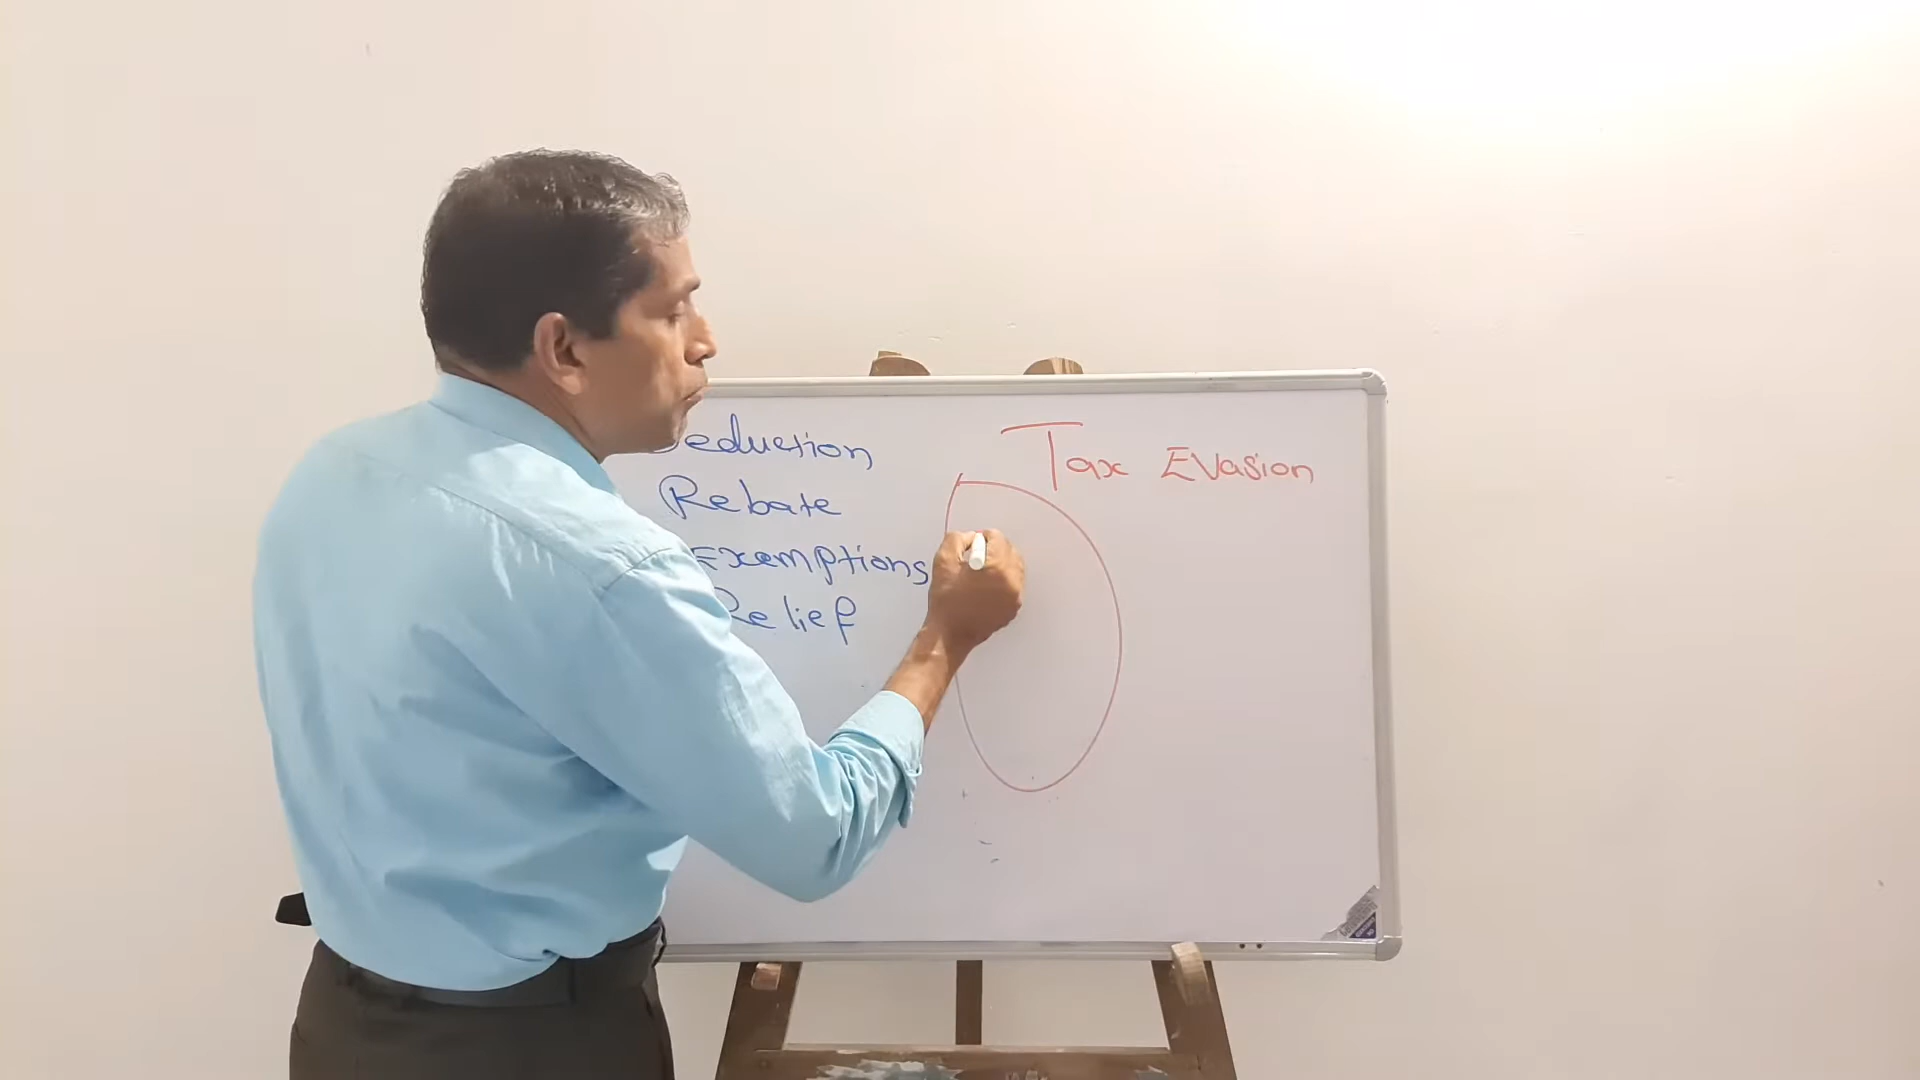 Deduction
Rebate
Exemptions
Relief
Tax Evasion